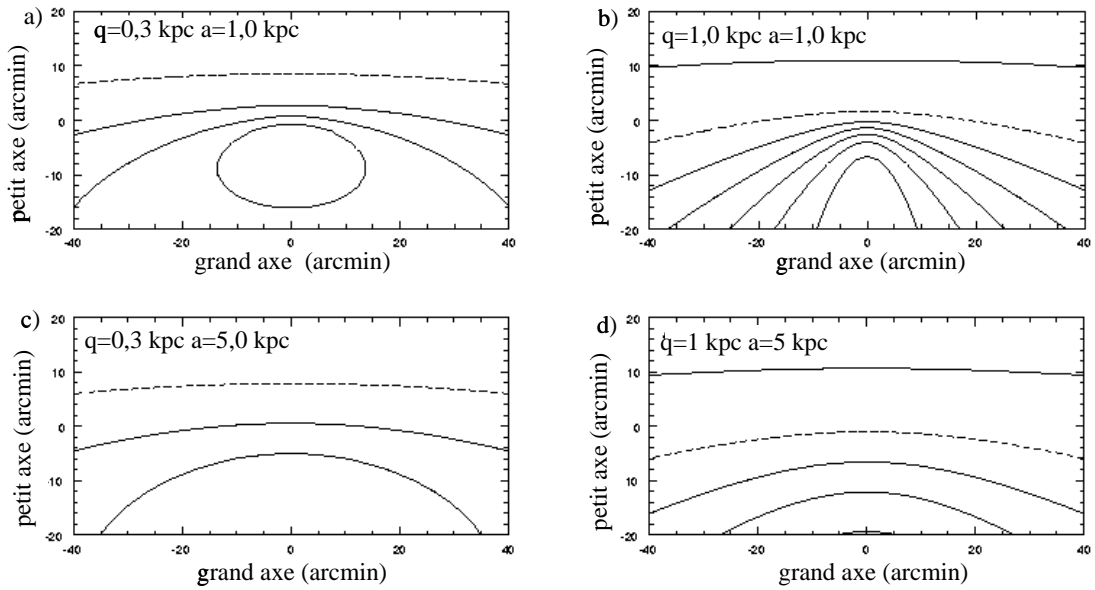 a) q=0,3 kpc a=1,0 kpc
20
10
0
-10
-20
petit axe (arcmin)
-40 -20 0 20 40
grand axe (arcmin)
b) q=1,0 kpc a=1,0 kpc
20
10
0
-10
-20
petit axe (arcmin)
-40 -20 0 20 40
grand axe (arcmin)
c) q=0,3 kpc a=5,0 kpc
20
10
0
10
-20
petit axe (arcmin)
-40 -20 0 20 40
grand axe (arcmin)
d) q=1 kpc a=5 kpc
20
10
0
10
-20
petit axe (arcmin)
-40 -20 0 20 40
grand axe (arcmin)